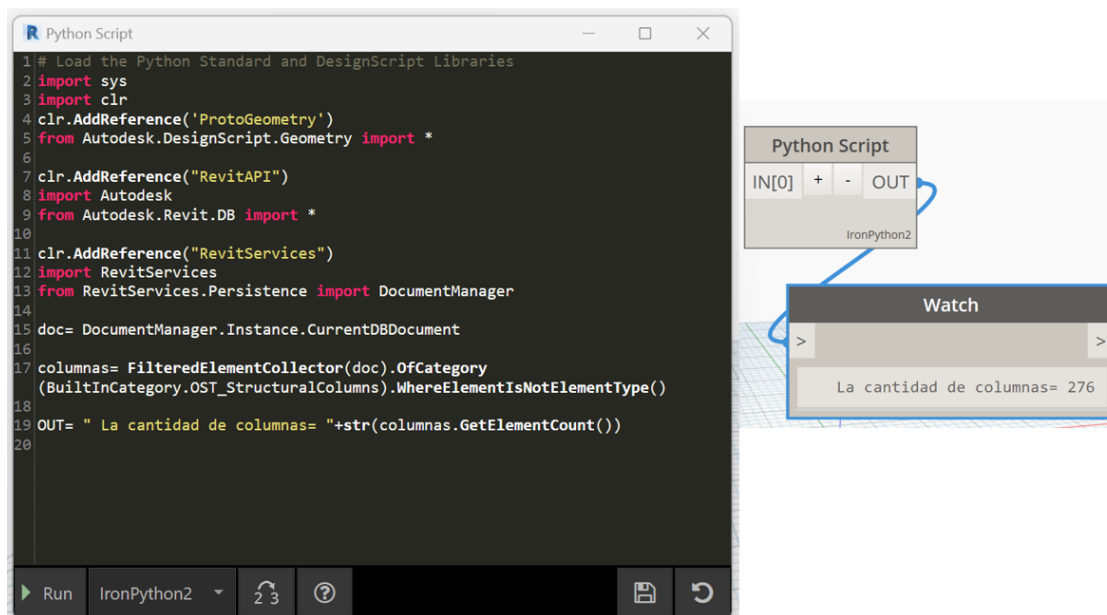 Python Script
1 # Load the Python Standard and DesignScript Libraries
2 import sys
3 import clr
4 clr.AddReference('ProtoGeometry')
5 from Autodesk.DesignScript.Geometry import *
6
7 clr.AddReference("RevitAPI")
8 import Autodesk
9 from Autodesk.Revit.DB import *
10
11 clr.AddReference("RevitServices")
12 import RevitServices
13 from RevitServices.Persistence import DocumentManager
14
15 doc= DocumentManager.Instance.CurrentDBDocument
16
17 columnas= FilteredElementCollector(doc).OfCategory
(BuiltInCategory.OST_StructuralColumns).WhereElementIsNotElementType()
18
19 OUT= " La cantidad de columnas= "+str(columnas.GetElementCount())
20
Run IronPython2 2 3 ?
Python Script
IN[0] + - OUT
IronPython2
Watch
> >
La cantidad de columnas= 276